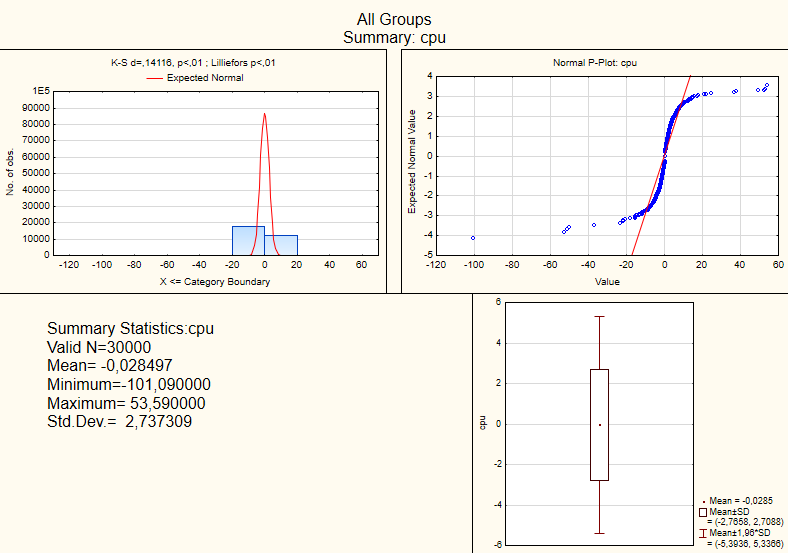 All Groups
Summary: cpu
K-S d=,14116, p<,01 ; Lilliefors p<,01
Expected Normal
1E5
90000
80000
70000
60000
50000
40000
30000
20000
10000
0
No. of obs.
-120 -100 -80 -60 -40 -20 0 20 40 60
X <= Category Boundary
Normal P-Plot: cpu
4
3
2
1
0
-1
-2
-3
-4
-5
Expected Normal Value
-120 -100 -80 -60 -40 -20 0 20 40 60
Value
Summary Statistics:cpu
Valid N=30000
Mean= -0,028497
Minimum=-101,090000
Maximum= 53,590000
Std.Dev.= 2,737309
6
4
2
0
-2
-4
-6
cpu
Mean = -0,0285
Mean±SD
= (-2,7658, 2,7088)
Mean±1,96*SD
= (-5,3936, 5,3366)